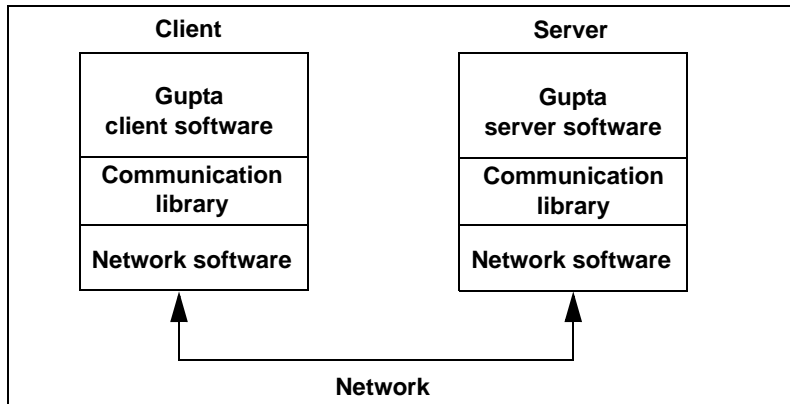 Client
Gupta
client software
Communication
library
Network software
Server
Gupta
server software
Communication
library
Network software
Network